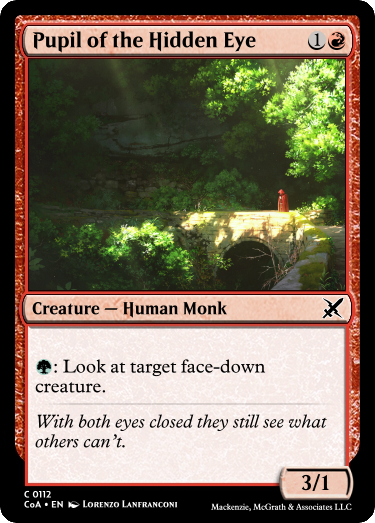 Pupil of the Hidden Eye 1
Creature — Human Monk
: Look at target face-down
creature.
With both eyes closed they still see what
others can't.
3/1
C 0112
CoA • EN Lorenzo Lanfranconi
Mackenzie, McGrath & Associates LLC